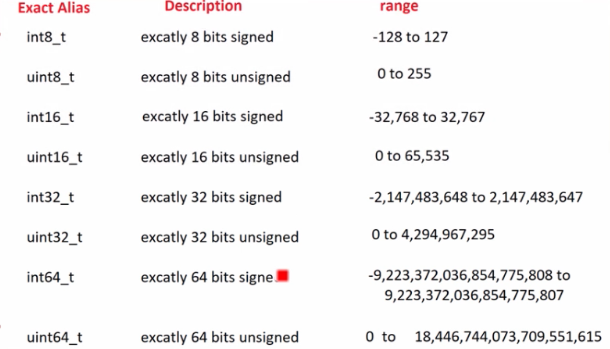 Exact Alias Description range
int8_t excatly 8 bits signed -128 to 127
uint8_t excatly 8 bits unsigned 0 to 255
int16_t excatly 16 bits signed -32,768 to 32,767
uint16_t excatly 16 bits unsigned 0 to 65,535
int32_t excatly 32 bits signed -2,147,483,648 to 2,147,483,647
uint32_t excatly 32 bits unsigned 0 to 4,294,967,295
int64_t excatly 64 bits signe -9,223,372,036,854,775,808 to
9,223,372,036,854,775,807
uint64_t excatly 64 bits unsigned 0 to 18,446,744,073,709,551,615